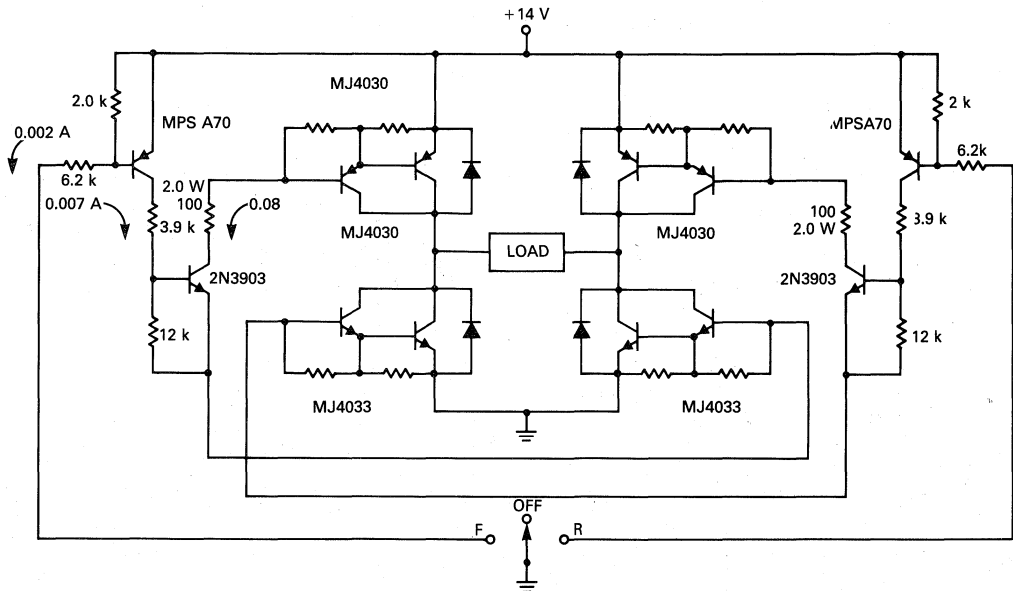 +14 V
MJ4030
2.0 k
2 k
0.002 A
MPS A70
MPSA70
6.2 k
6.2k
2.0 W
100
0.007 A
0.08
3.9 k
MJ4030
LOAD
MJ4030
100
2.0 W
3.9 k
2N3903
2N3903
12 k
12 k
MJ4033
MJ4033
OFF
F
R